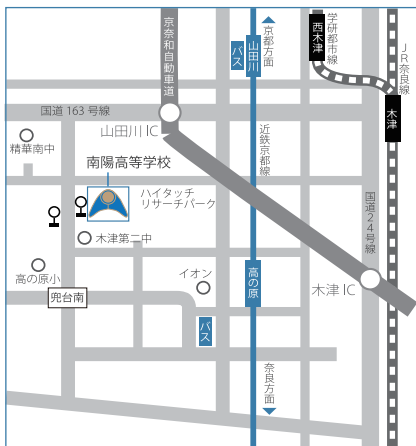 京奈和自動車道
京都方面
バス
山田川
学研都市線
西木津
JR奈良線
木津
国道163号線
山田川IC
精華南中
近鉄京都線
南陽高等学校
ハイタッチ
リサーチパーク
国道24号線
木津第二中
高の原小
イオン
高の原
木津IC
兜台南
バス
奈良方面